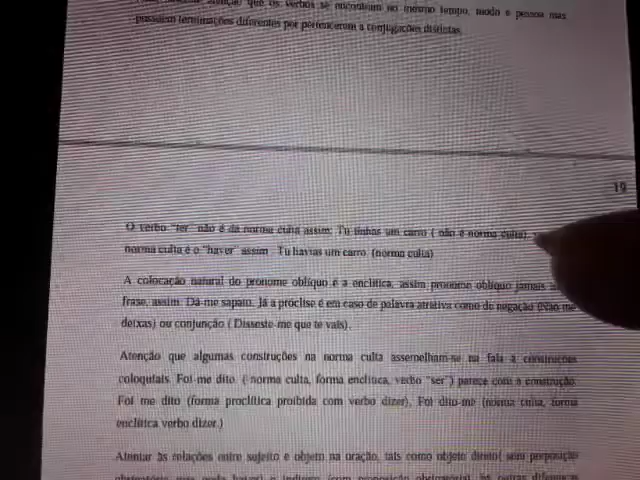 que os verbos se encontram no mesmo tempo, modo e pessoa mas
possuem terminações diferentes por pertencerem a conjugações distintas.
19
O verbo "ter" não é da norma culta assim: Tu tinhas um carro ( não é norma culta),
norma culta é o "haver" assim . Tu havias um carro. (norma culta)
A colocação natural do pronome oblíquo é a enclítica, assim pronome oblíquo jamais
frase, assim: Dá-me sapato. Já a próclise é em caso de palavra atrativa como de negação (não me
deixas) ou conjunção ( Disseste-me que te vais).
Atenção que algumas construções na norma culta assemelham-se na fala a construções
coloquiais. Foi-me dito. ( norma culta, forma enclítica, verbo "ser") parece com a construção.
Foi me dito (forma proclítica proibida com verbo dizer), Foi dito-me (norma culta, forma
enclítica verbo dizer.)
Atentar às relações entre sujeito e objeto na oração, tais como objeto direto( sem